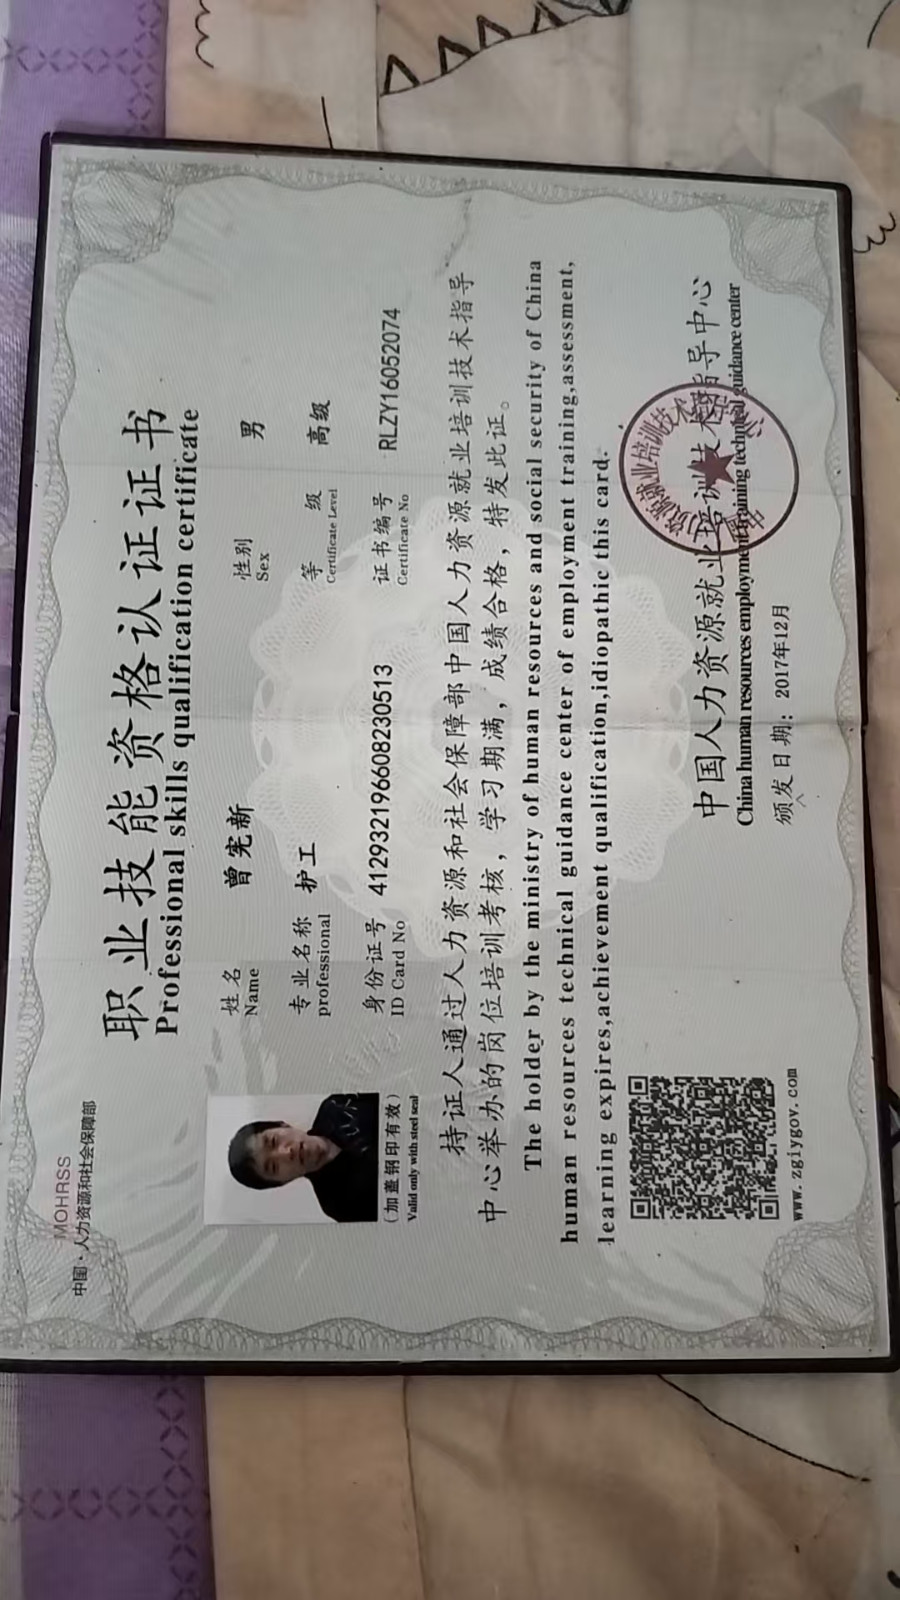 MOHRSS
中国·人力资源和社会保障部
职业技能资格认证证书
Professional skills qualification certificate
姓名 曾宪新 性别 男
Name Sex
专业名称 护工 等级 高级
professional Certificate Level
身份证号 412932196608230513 证书编号 RLZY16052074
ID Card No Certificate No
(加盖钢印有效)
Valid only with steel seal
持证人通过人力资源和社会保障部中国人力资源就业培训技术指导
中心举办的岗位培训考核，学习期满，成绩合格，特发此证。
The holder by the ministry of human resources and social security of China
human resources technical guidance center of employment training,assessment,
learning expires,achievement qualification,idiopathic this card.
www.zgiygov.com
中国人力资源就业培训技术指导中心
China human resources employment training technical guidance center
颁发日期：2017年12月